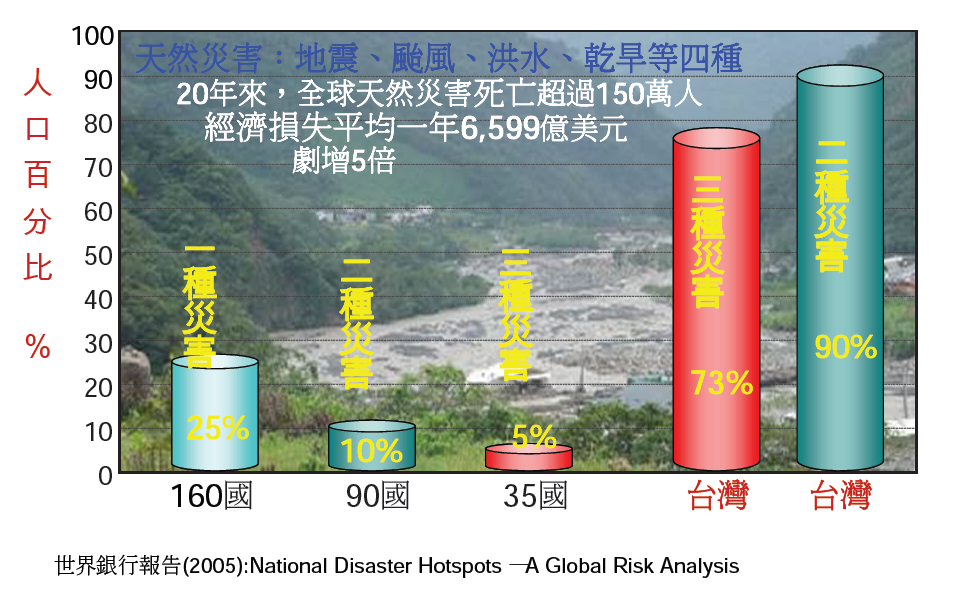 天然災害：地震、颱風、洪水、乾旱等四種
20年來，全球天然災害死亡超過150萬人
經濟損失平均一年6,599億美元
劇增5倍
人口百分比 %
100
90
80
70
60
50
40
30
20
10
0
一種災害
25%
二種災害
10%
三種災害
5%
三種災害
73%
二種災害
90%
160國
90國
35國
台灣
台灣
世界銀行報告(2005):National Disaster Hotspots —A Global Risk Analysis